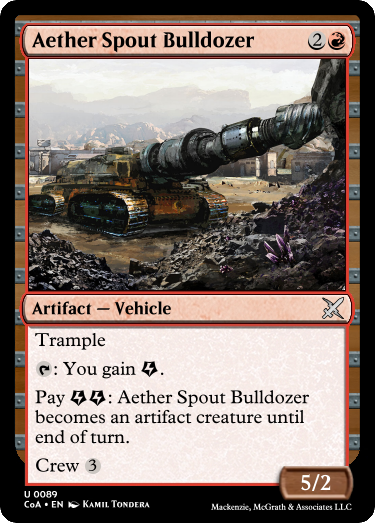 Aether Spout Bulldozer 2
Artifact — Vehicle
Trample
: You gain .
Pay : Aether Spout Bulldozer
becomes an artifact creature until
end of turn.
Crew 3
5/2
U 0089
CoA • EN Kamil Tondera
Mackenzie, McGrath & Associates LLC